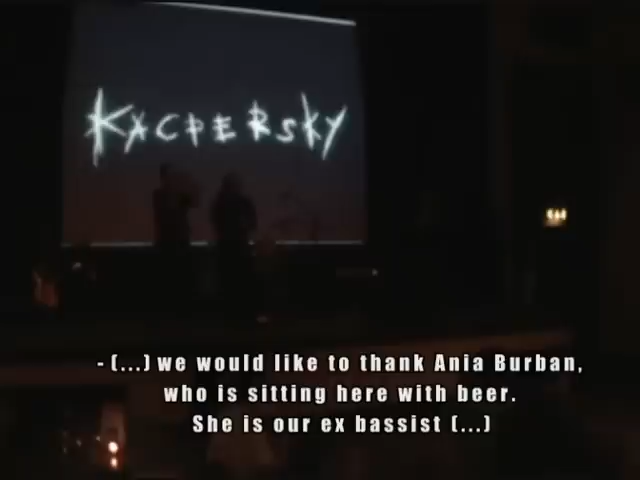 KACPERSKY
- (...) we would like to thank Ania Burban,
who is sitting here with beer.
She is our ex bassist (...)